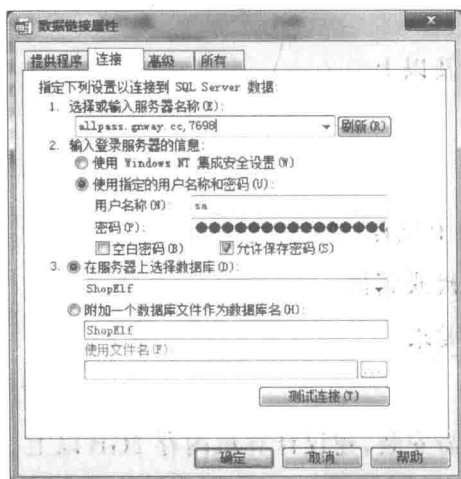 数据链接属性
提供程序 连接 高级 所有
指定下列设置以连接到 SQL Server 数据:
1. 选择或输入服务器名称(E):
allpass.gnway.cc,7698
刷新(R)
2. 输入登录服务器的信息:
使用 Windows NT 集成安全设置(W)
使用指定的用户名称和密码(U):
用户名称(N): sa
密码(P): ●●●●●●●●●●●●●●●
空白密码(B) 允许保存密码(S)
3. 在服务器上选择数据库(D):
ShopElf
附加一个数据库文件作为数据库名(H):
ShopElf
使用文件名(F):
...
测试连接(T)
确定 取消 帮助